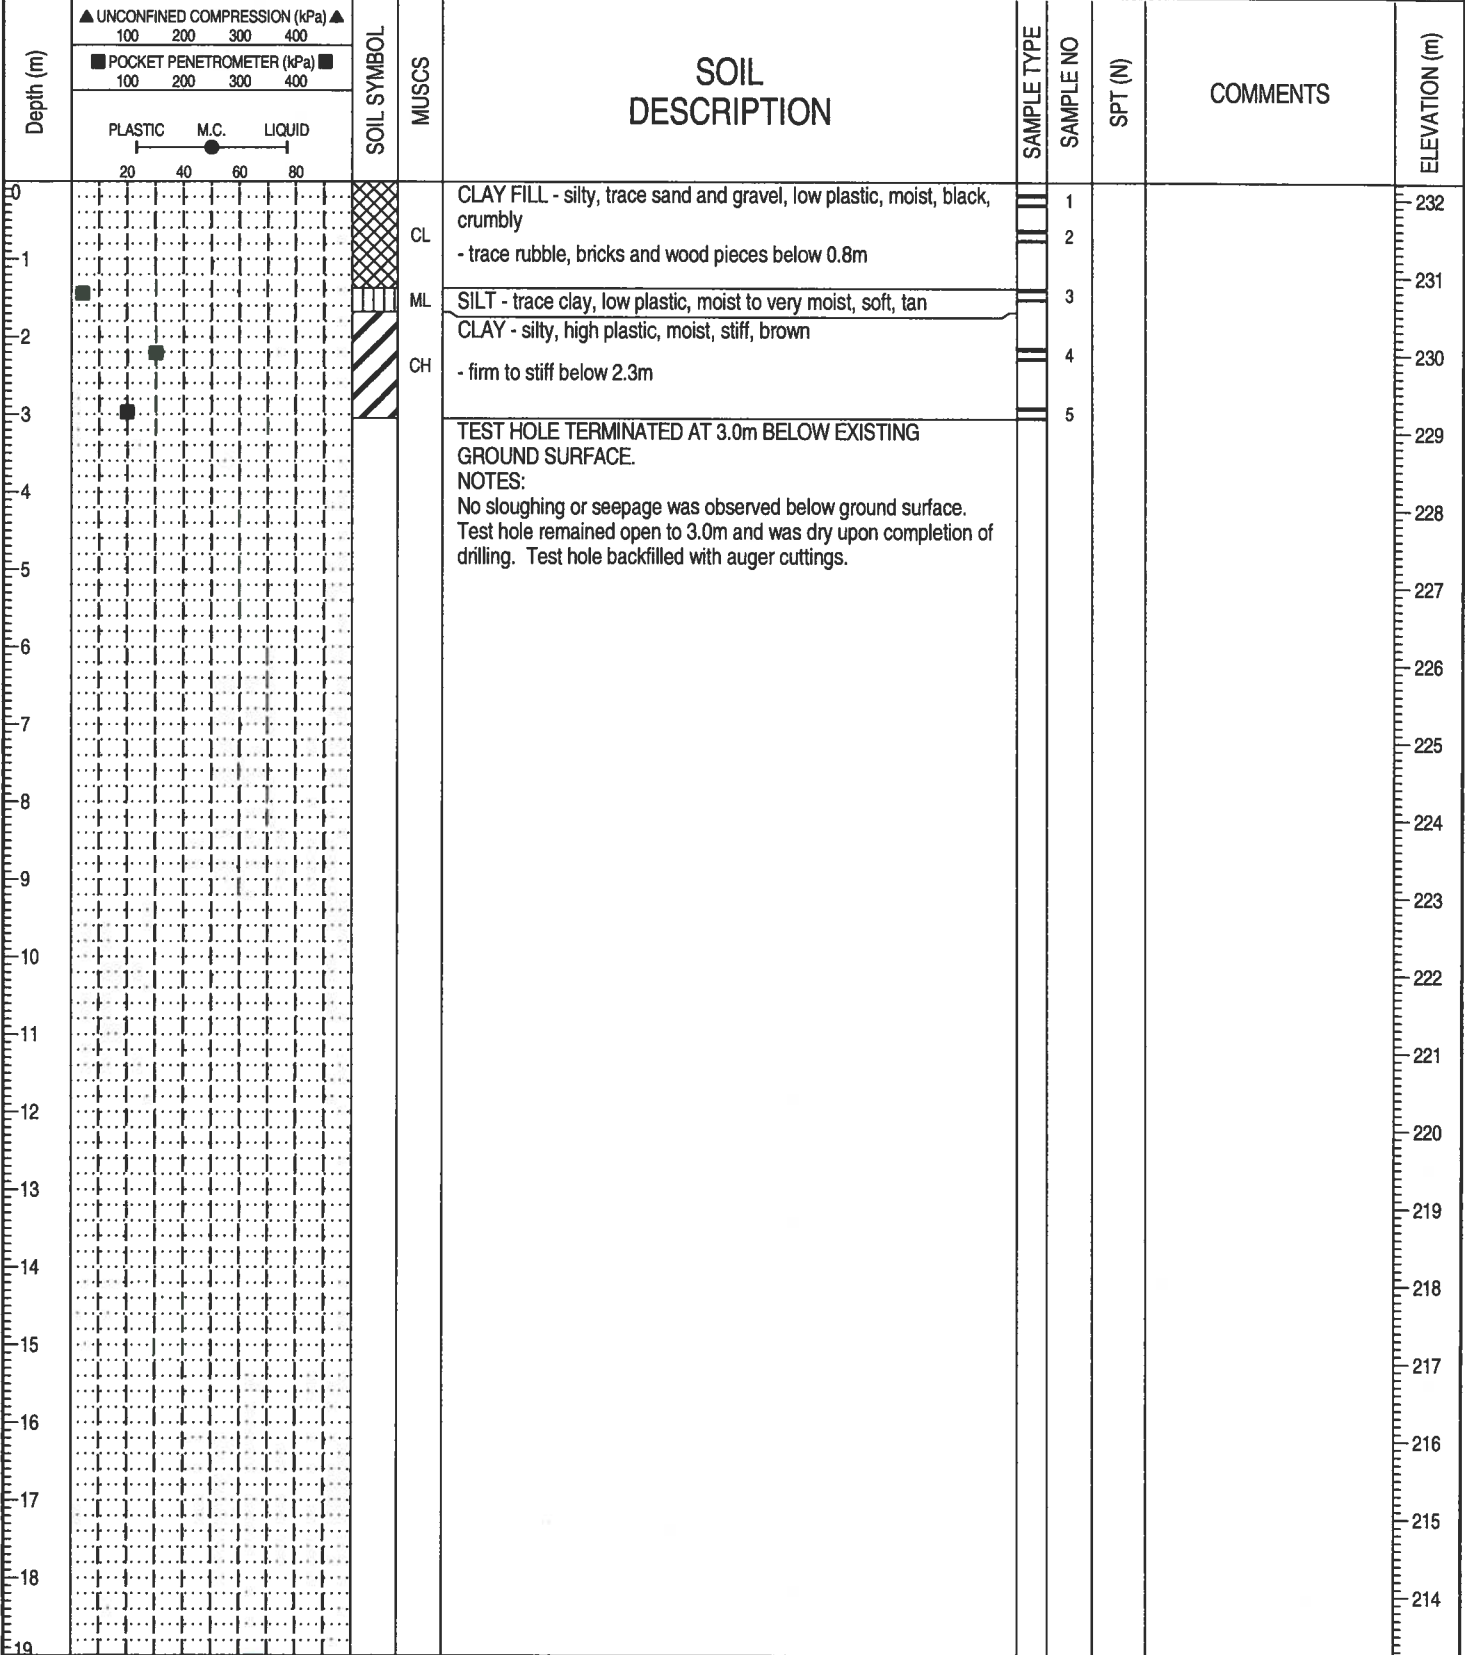 ▲ UNCONFINED COMPRESSION (kPa) ▲
100 200 300 400
■ POCKET PENETROMETER (kPa) ■
100 200 300 400
PLASTIC M.C. LIQUID
20 40 60 80
Depth (m)
SOIL SYMBOL
MUSCS
SOIL
DESCRIPTION
SAMPLE TYPE
SAMPLE NO
SPT (N)
COMMENTS
ELEVATION (m)
0
1
2
3
4
5
6
7
8
9
10
11
12
13
14
15
16
17
18
19
CL
ML
CH
CLAY FILL - silty, trace sand and gravel, low plastic, moist, black,
crumbly
- trace rubble, bricks and wood pieces below 0.8m
SILT - trace clay, low plastic, moist to very moist, soft, tan
CLAY - silty, high plastic, moist, stiff, brown
- firm to stiff below 2.3m
TEST HOLE TERMINATED AT 3.0m BELOW EXISTING
GROUND SURFACE.
NOTES:
No sloughing or seepage was observed below ground surface.
Test hole remained open to 3.0m and was dry upon completion of
drilling. Test hole backfilled with auger cuttings.
1
2
3
4
5
232
231
230
229
228
227
226
225
224
223
222
221
220
219
218
217
216
215
214